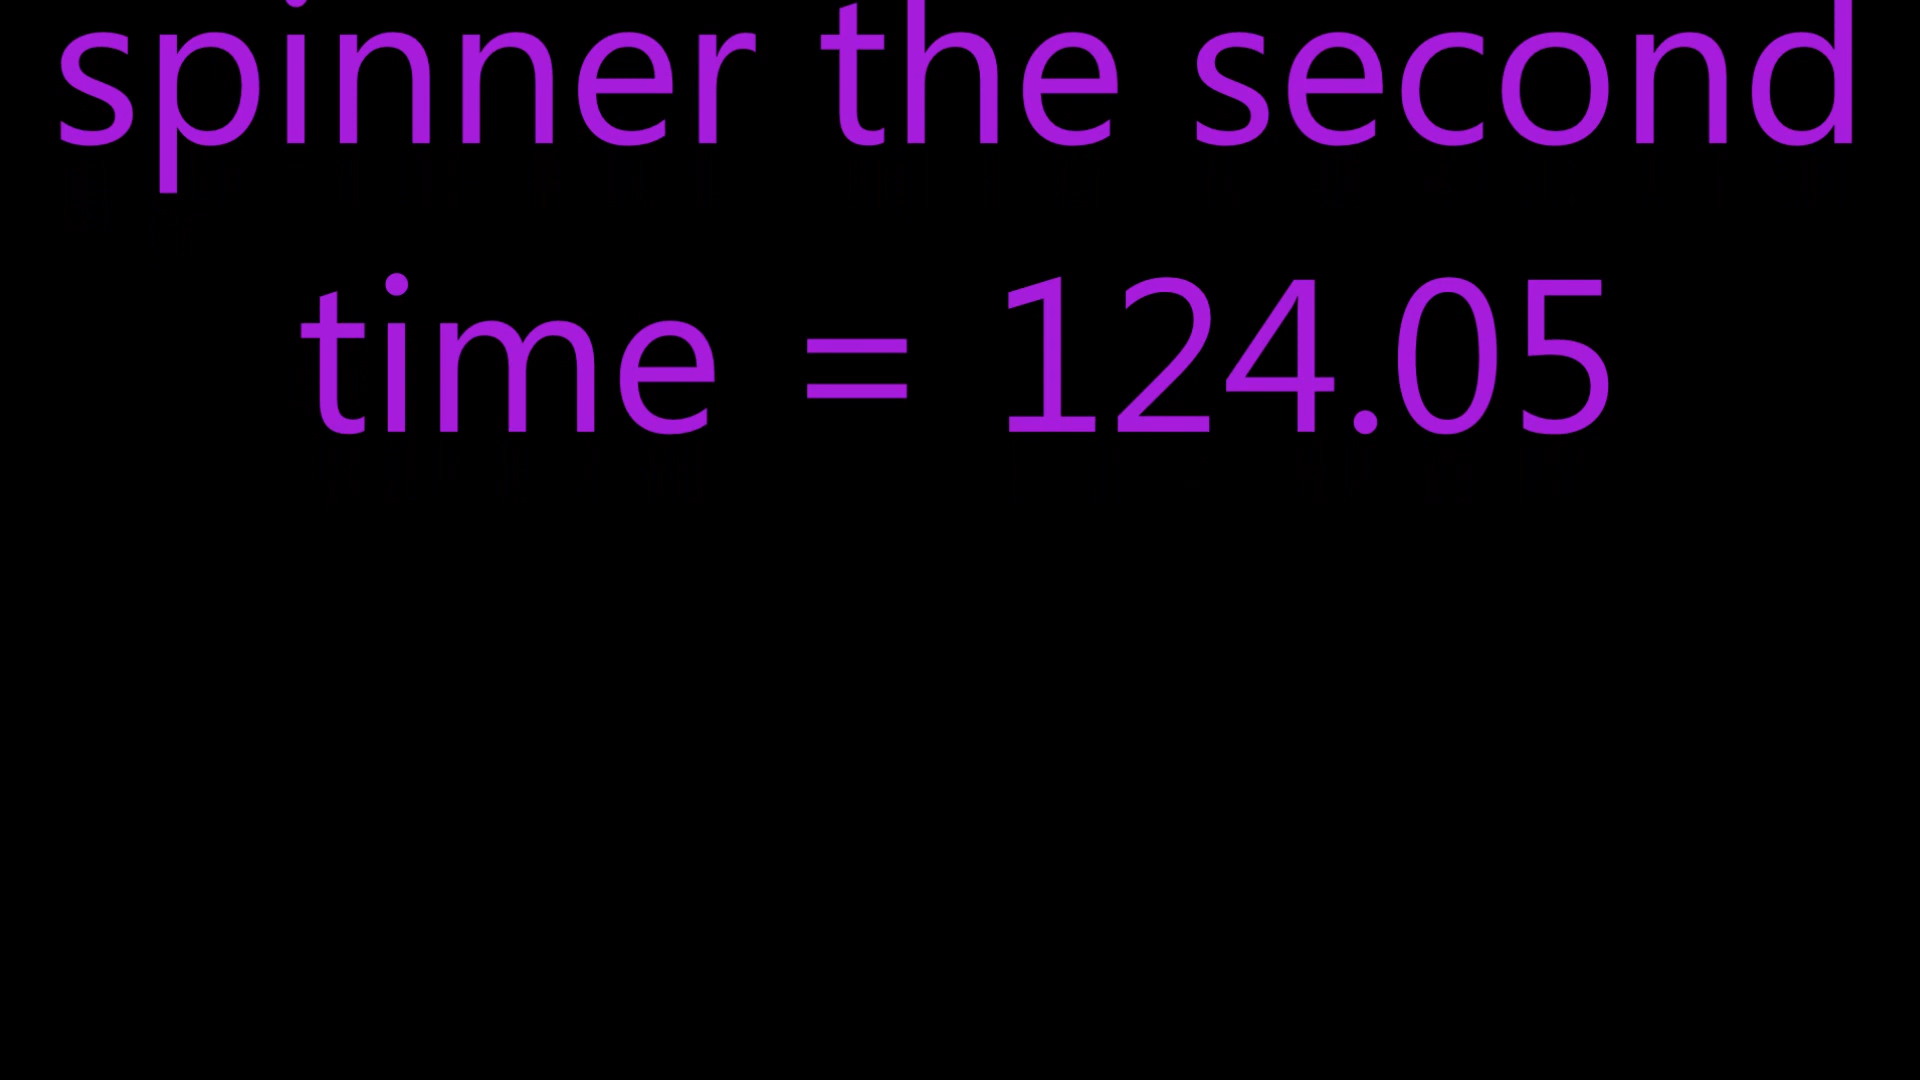 spinner the second
time = 124.05